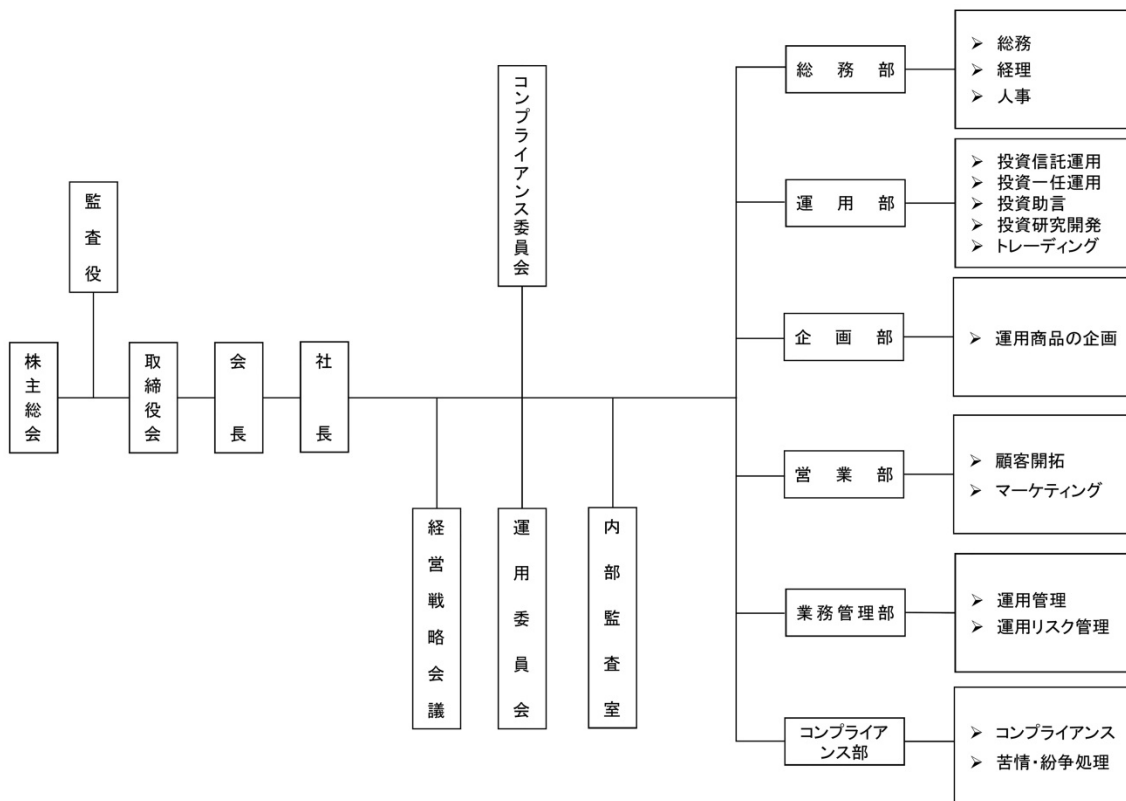 株主総会
監査役
取締役会
会長
社長
コンプライアンス委員会
経営戦略会議
運用委員会
内部監査室
総務部
➢ 総務
➢ 経理
➢ 人事
運用部
➢ 投資信託運用
➢ 投資一任運用
➢ 投資助言
➢ 投資研究開発
➢ トレーディング
企画部
➢ 運用商品の企画
営業部
➢ 顧客開拓
➢ マーケティング
業務管理部
➢ 運用管理
➢ 運用リスク管理
コンプライア
ンス部
➢ コンプライアンス
➢ 苦情・紛争処理